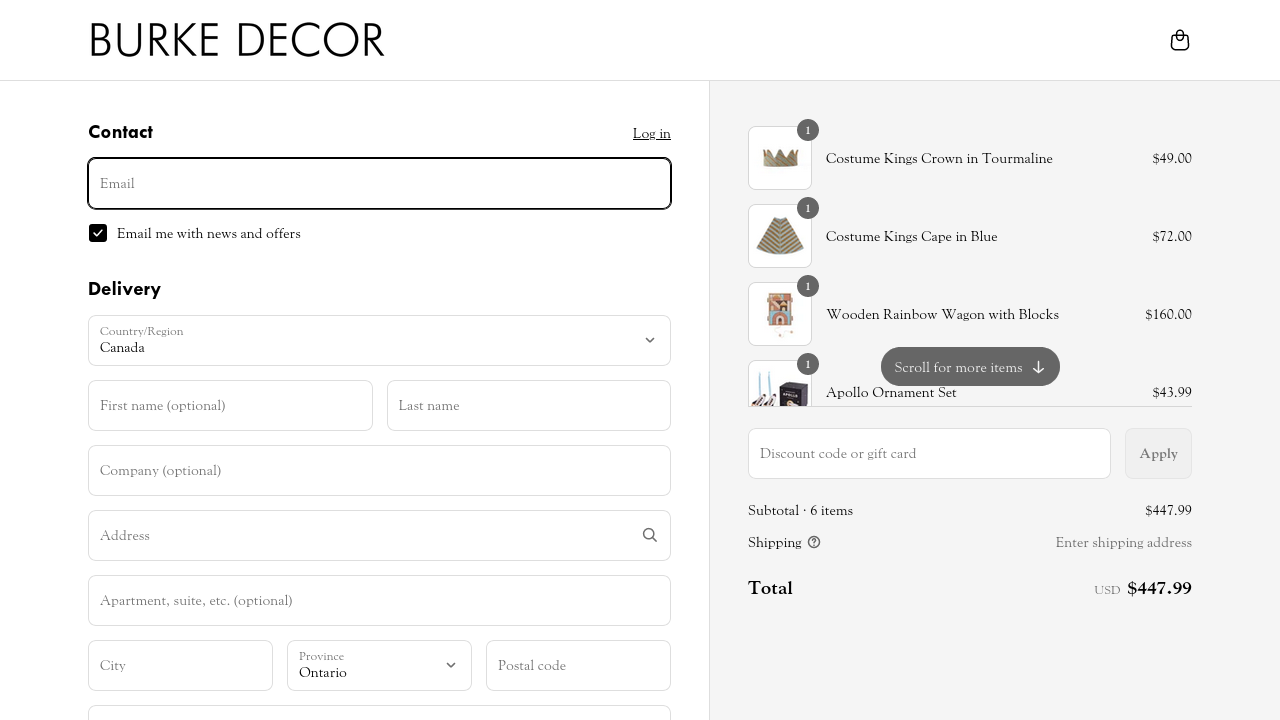 BURKE DECOR
Contact
Log in
Email
Email me with news and offers
Delivery
Country/Region
Canada
First name (optional)
Last name
Company (optional)
Address
Apartment, suite, etc. (optional)
City
Province
Ontario
Postal code
1
Costume Kings Crown in Tourmaline
$49.00
1
Costume Kings Cape in Blue
$72.00
1
Wooden Rainbow Wagon with Blocks
$160.00
Scroll for more items
1
APOLLO
Apollo Ornament Set
$43.99
Discount code or gift card
Apply
Subtotal · 6 items
$447.99
Shipping
Enter shipping address
Total
USD $447.99